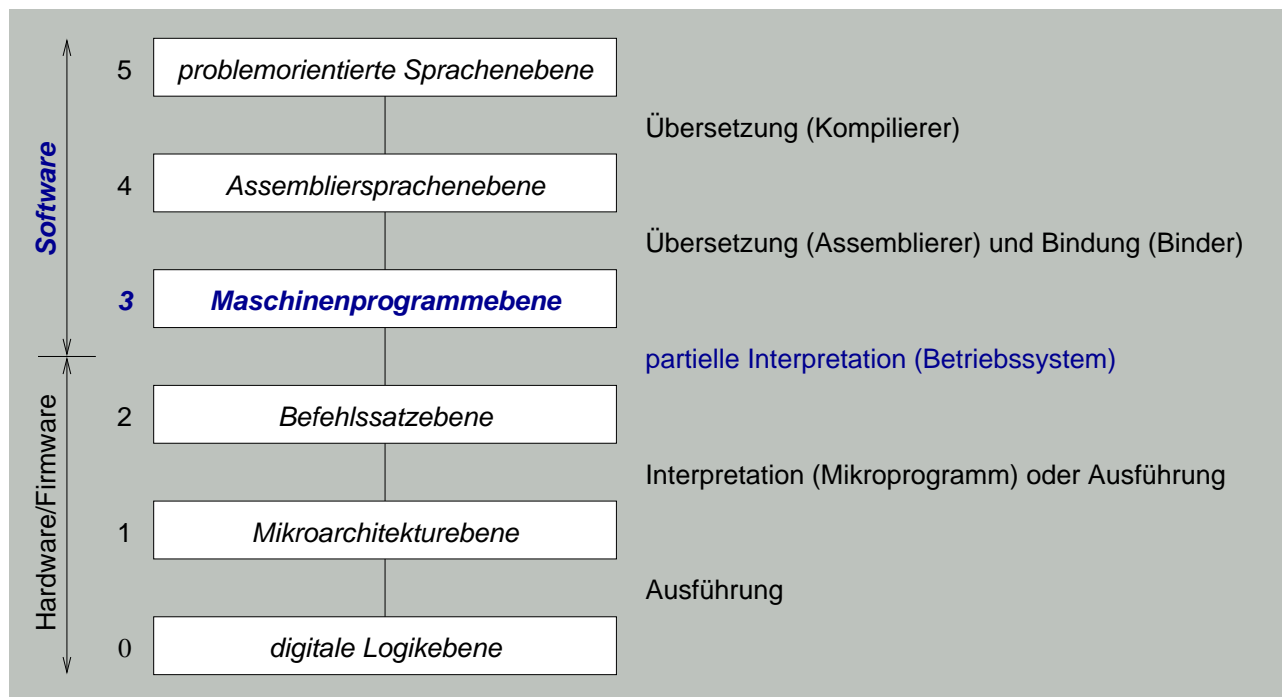 5 problemorientierte Sprachenebene
Übersetzung (Kompilierer)
4 Assembliersprachenebene
Übersetzung (Assemblierer) und Bindung (Binder)
3 Maschinenprogrammebene
partielle Interpretation (Betriebssystem)
2 Befehlssatzebene
Interpretation (Mikroprogramm) oder Ausführung
1 Mikroarchitekturebene
Ausführung
0 digitale Logikebene
Software
Hardware/Firmware